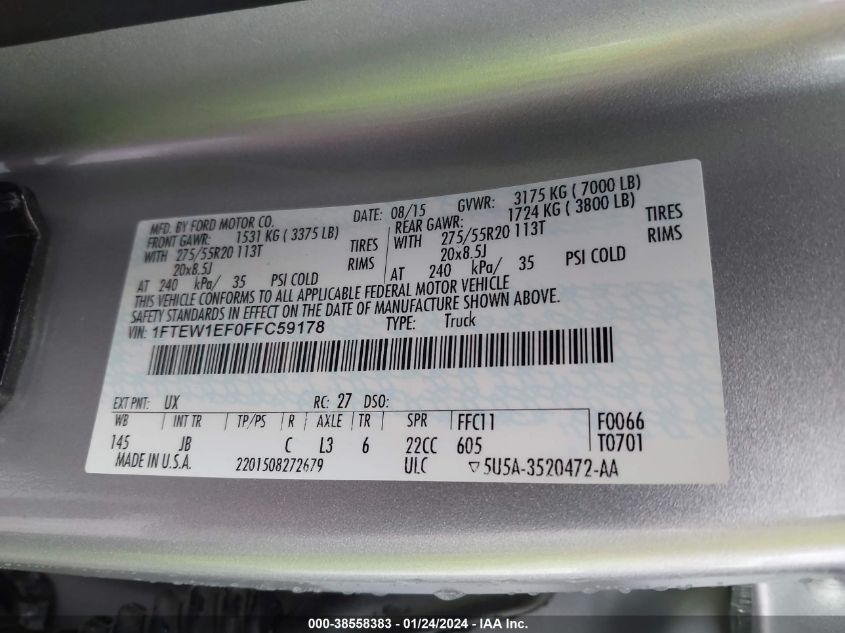 MFD. BY FORD MOTOR CO. DATE: 08/15 GVWR: 3175 KG ( 7000 LB)
FRONT GAWR: 1531 KG ( 3375 LB) REAR GAWR: 1724 KG ( 3800 LB)
WITH 275/55R20 113T TIRES WITH 275/55R20 113T TIRES
20x8.5J RIMS 20x8.5J RIMS
AT 240 kPa/ 35 PSI COLD AT 240 kPa/ 35 PSI COLD
THIS VEHICLE CONFORMS TO ALL APPLICABLE FEDERAL MOTOR VEHICLE
SAFETY STANDARDS IN EFFECT ON THE DATE OF MANUFACTURE SHOWN ABOVE.
VIN: 1FTEW1EF0FFC59178 TYPE: Truck
EXT PNT: UX RC: 27 DSO:
WB INT TR TP/PS R AXLE TR SPR FFC11 F0066
145 JB C L3 6 22CC 605 T0701
MADE IN U.S.A. 2201508272679 ULC ▽5U5A-3520472-AA
000-38558383 - 01/24/2024 - IAA Inc.